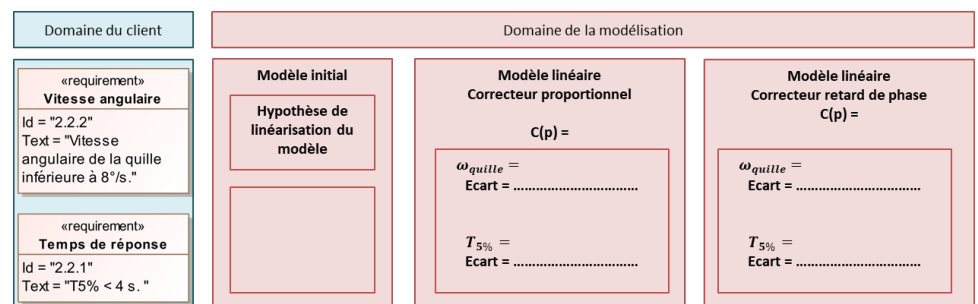 Domaine du client
Domaine de la modélisation
«requirement»
Vitesse angulaire
Id = "2.2.2"
Text = "Vitesse
angulaire de la quille
inférieure à 8°/s."
«requirement»
Temps de réponse
Id = "2.2.1"
Text = "T5% < 4 s. "
Modèle initial
Hypothèse de
linéarisation du
modèle
Modèle linéaire
Correcteur proportionnel
C(p) =
ω_quille =
Ecart = ……………………………
T_5% =
Ecart = ……………………………
Modèle linéaire
Correcteur retard de phase
C(p) =
ω_quille =
Ecart = ……………………………
T_5% =
Ecart = ……………………………